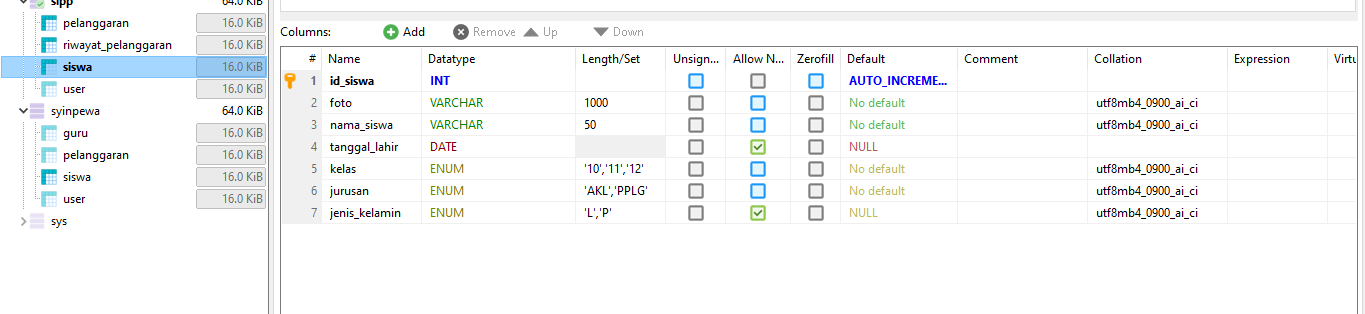 sipp 64.0 KiB
pelanggaran 16.0 KiB
riwayat_pelanggaran 16.0 KiB
siswa 16.0 KiB
user 16.0 KiB
syinpewa 64.0 KiB
guru 16.0 KiB
pelanggaran 16.0 KiB
siswa 16.0 KiB
user 16.0 KiB
sys
Columns: Add Remove Up Down
# Name Datatype Length/Set Unsign... Allow N... Zerofill Default Comment Collation Expression Virtu
1 id_siswa INT AUTO_INCREME...
2 foto VARCHAR 1000 No default utf8mb4_0900_ai_ci
3 nama_siswa VARCHAR 50 No default utf8mb4_0900_ai_ci
4 tanggal_lahir DATE NULL
5 kelas ENUM '10','11','12' No default utf8mb4_0900_ai_ci
6 jurusan ENUM 'AKL','PPLG' No default utf8mb4_0900_ai_ci
7 jenis_kelamin ENUM 'L','P' NULL utf8mb4_0900_ai_ci